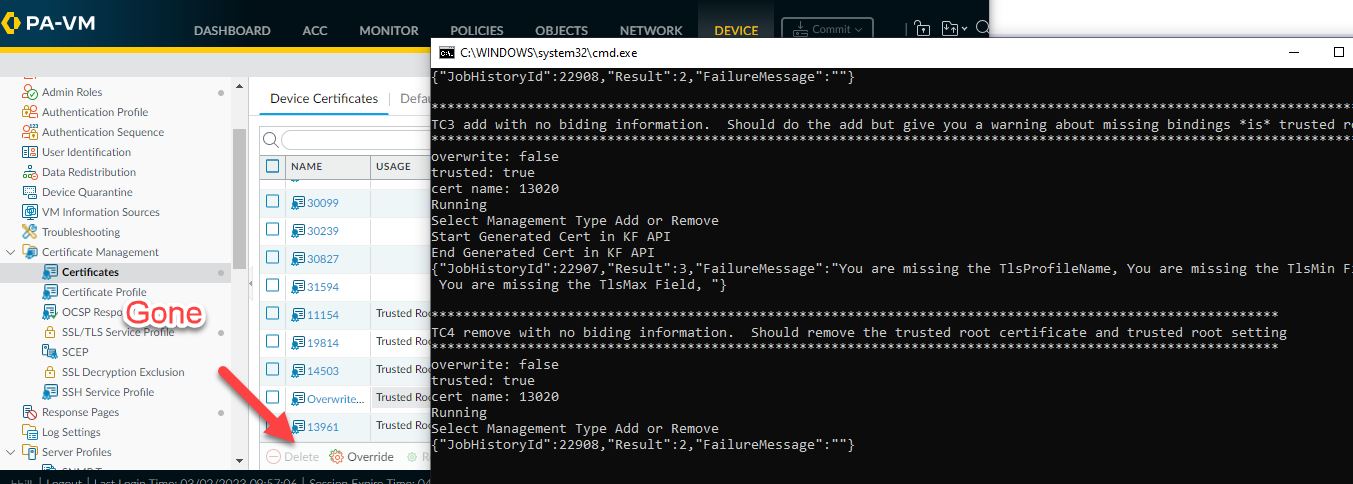 PA-VM
DASHBOARD ACC MONITOR POLICIES OBJECTS NETWORK DEVICE Commit
C:\WINDOWS\system32\cmd.exe
Admin Roles
Authentication Profile
Authentication Sequence
User Identification
Data Redistribution
Device Quarantine
VM Information Sources
Troubleshooting
Certificate Management
Certificates
Certificate Profile
OCSP
SSL/TLS Service Profile
SCEP
SSL Decryption Exclusion
SSH Service Profile
Response Pages
Log Settings
Server Profiles
Gone
Device Certificates
NAME USAGE
30099
30239
30827
31594
11154 Trusted
19814 Trusted
14503 Trusted
Overwrite... Trusted
13961 Trusted
Delete Override
Logout | Last Login Time: 03/02/2023 09:57:06 | Session Expire Time: 04
{"JobHistoryId":22908,"Result":2,"FailureMessage":""}
*******************************************************************************************************************
TC3 add with no biding information.  Should do the add but give you a warning about missing bindings *is* trusted
*******************************************************************************************************************
overwrite: false
trusted: true
cert name: 13020
Running
Select Management Type Add or Remove
Start Generated Cert in KF API
End Generated Cert in KF API
{"JobHistoryId":22907,"Result":3,"FailureMessage":"You are missing the TlsProfileName, You are missing the TlsMin
You are missing the TlsMax Field, "}
*********************************************************************************************************
TC4 remove with no biding information.  Should remove the trusted root certificate and trusted root setting
*********************************************************************************************************
overwrite: false
trusted: true
cert name: 13020
Running
Select Management Type Add or Remove
{"JobHistoryId":22908,"Result":2,"FailureMessage":""}